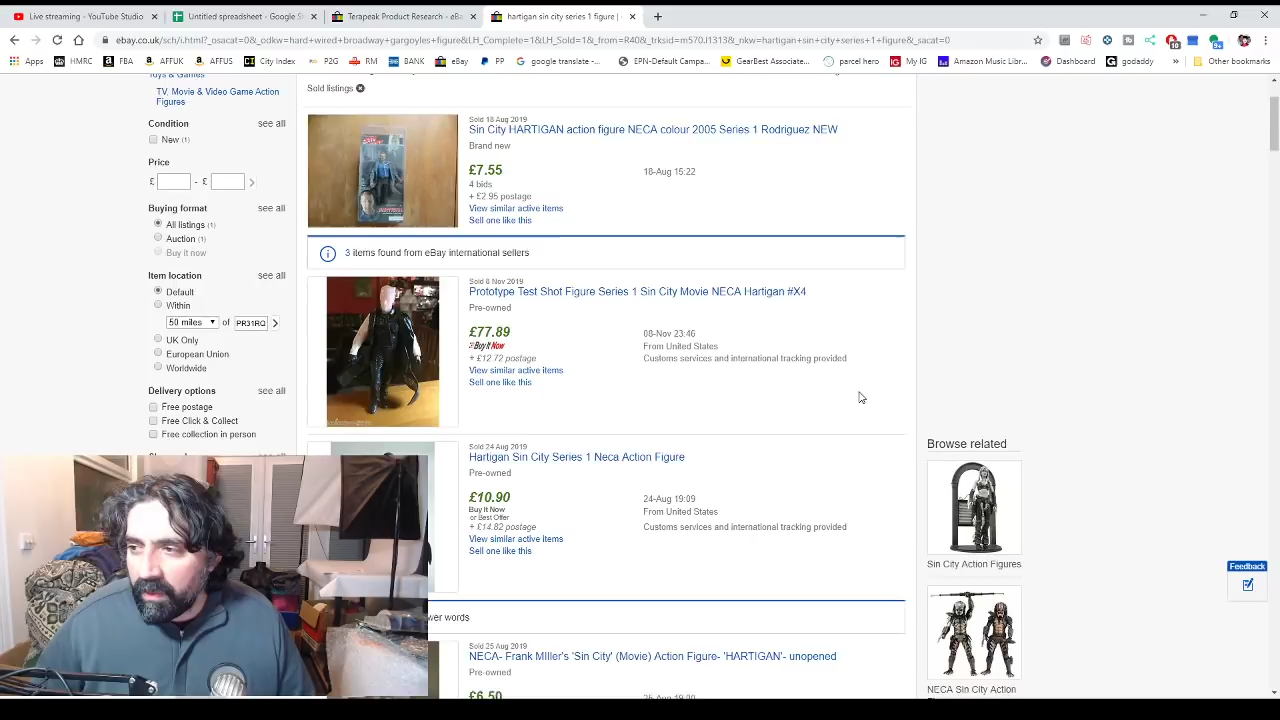 Live streaming - YouTube Studio
Untitled spreadsheet - Google S
Terapeak Product Research - eBa
hartigan sin city series 1 figure |
ebay.co.uk/sch/i.html?_osacat=0&_odkw=hard+wired+broadway+gargoyles+figure&LH_Complete=1&LH_Sold=1&_from=R40&_trksid=m570.l1313&_nkw=hartigan+sin+city+series+1+figure&_sacat=0
10
9+
Apps
HMRC
FBA
AFFUK
AFFUS
City Index
P2G
RM
BANK
eBay
PP
google translate -...
EPN-Default Campa...
GearBest Associate...
parcel hero
My IG
Amazon Music Libr...
Dashboard
godaddy
»
Other bookmarks
TV, Movie & Video Game Action
Figures
Condition
see all
New (1)
Price
£
- £
Buying format
see all
All listings (1)
Auction (1)
Buy it now
Item location
see all
Default
Within
50 miles
of
PR31RQ
UK Only
European Union
Worldwide
Delivery options
see all
Free postage
Free Click & Collect
Free collection in person
Sold listings
Sold 18 Aug 2019
Sin City HARTIGAN action figure NECA colour 2005 Series 1 Rodriguez NEW
Brand new
£7.55
18-Aug 15:22
4 bids
+ £2.95 postage
View similar active items
Sell one like this
3 items found from eBay international sellers
Sold 8 Nov 2019
Prototype Test Shot Figure Series 1 Sin City Movie NECA Hartigan #X4
Pre-owned
£77.89
08-Nov 23:46
Buy It Now
From United States
+ £12.72 postage
Customs services and international tracking provided
View similar active items
Sell one like this
Sold 24 Aug 2019
Hartigan Sin City Series 1 Neca Action Figure
Pre-owned
£10.90
24-Aug 19:09
Buy It Now
From United States
or Best Offer
+ £14.82 postage
Customs services and international tracking provided
View similar active items
Sell one like this
wer words
Sold 25 Aug 2019
NECA- Frank MIller's 'Sin City' (Movie) Action Figure- 'HARTIGAN'- unopened
Pre-owned
£6.50
Browse related
Sin City Action Figures
NECA Sin City Action
Feedback